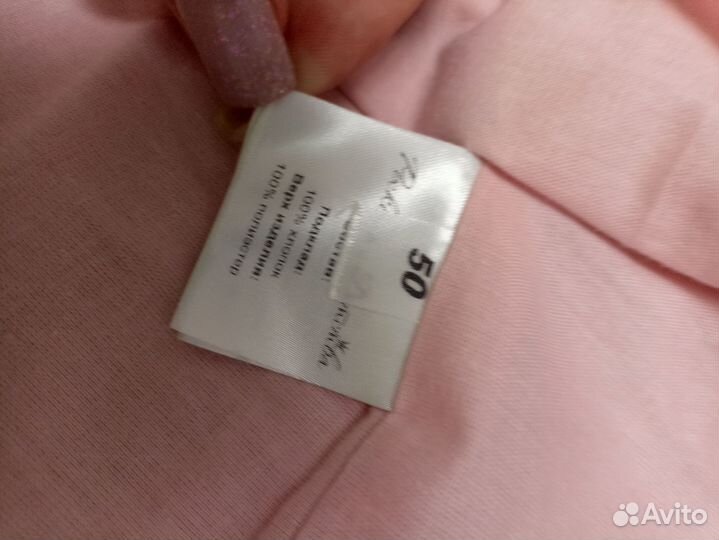 50
Подклад:
100% хлопок
Верх изделия:
100% полиэстер
Avito